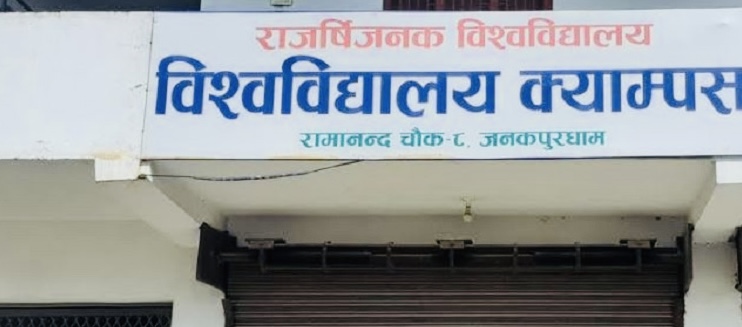 राजर्षिजनक विश्वविद्यालय
विश्वविद्यालय क्याम्पस
रामानन्द चौक-८, जनकपुरधाम